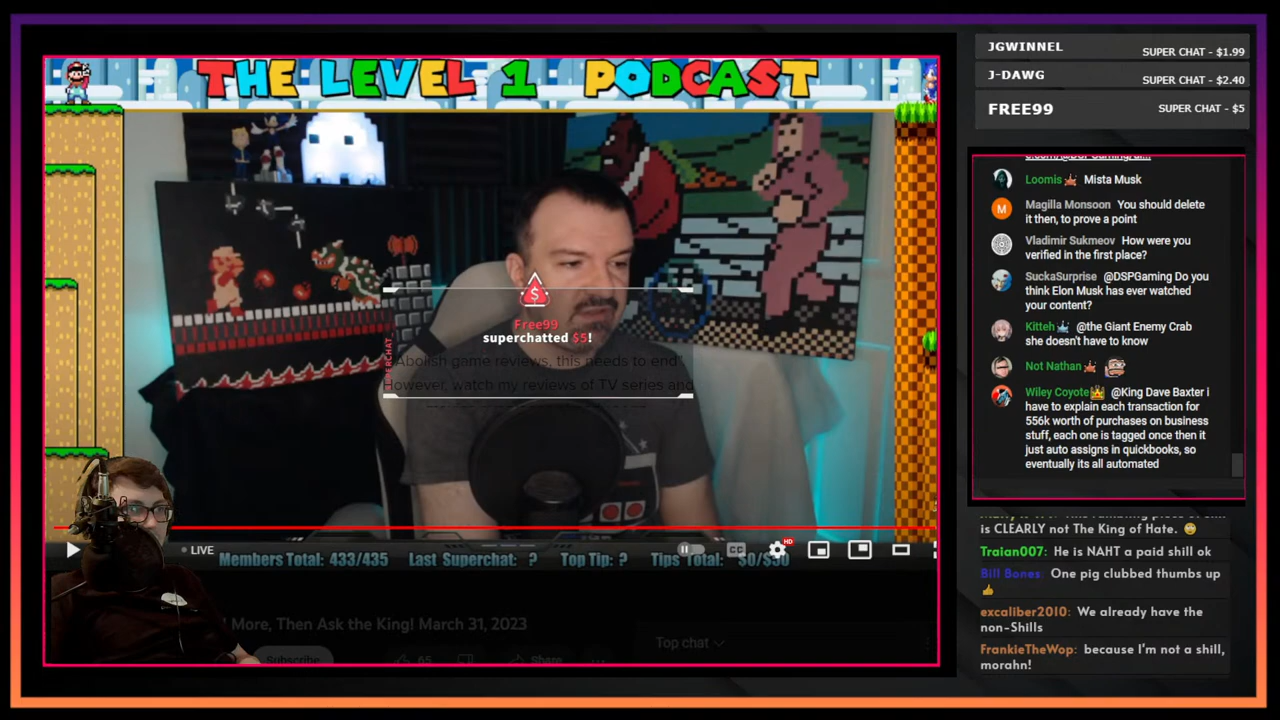 THE LEVEL 1 PODCAST
JGWINNEL
SUPER CHAT - $1.99
J-DAWG
SUPER CHAT - $2.40
FREE99
SUPER CHAT - $5
Loomis Mista Musk
Magilla Monsoon You should delete
it then, to prove a point
Vladimir Sukmeov How were you
verified in the first place?
SuckaSurprise @DSPGaming Do you
think Elon Musk has ever watched
your content?
Kitteh @the Giant Enemy Crab
she doesn't have to know
Not Nathan
Wiley Coyote @King Dave Baxter i
have to explain each transaction for
556k worth of purchases on business
stuff, each one is tagged once then it
just auto assigns in quickbooks, so
eventually its all automated
$
Free99
superchatted $5!
"Abolish game reviews, this needs to end"
However, watch my reviews of TV series and
LIVE
CC
HD
Members Total: 433/435 Last Superchat: ? Top Tip: ? Tips Total: $0/$50
More, Then Ask the King! March 31, 2023
Top chat
Subscribe
65
Share
is CLEARLY not The King of Hate.
Traian007: He is NAHT a paid shill ok
Bill Bones: One pig clubbed thumbs up
excaliber2010: We already have the
non-Shills
FrankieTheWop: because I'm not a shill,
morahn!